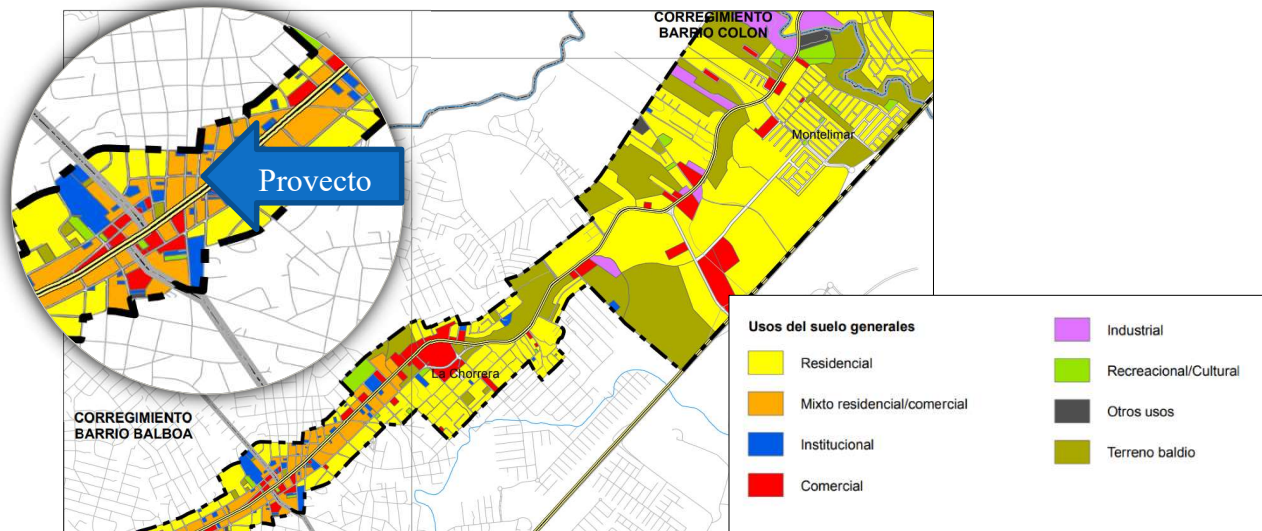 CORREGIMIENTO
BARRIO COLON
Provecto
Montelimar
La Chorrera
CORREGIMIENTO
BARRIO BALBOA
Usos del suelo generales
Residencial
Mixto residencial/comercial
Institucional
Comercial
Industrial
Recreacional/Cultural
Otros usos
Terreno baldio